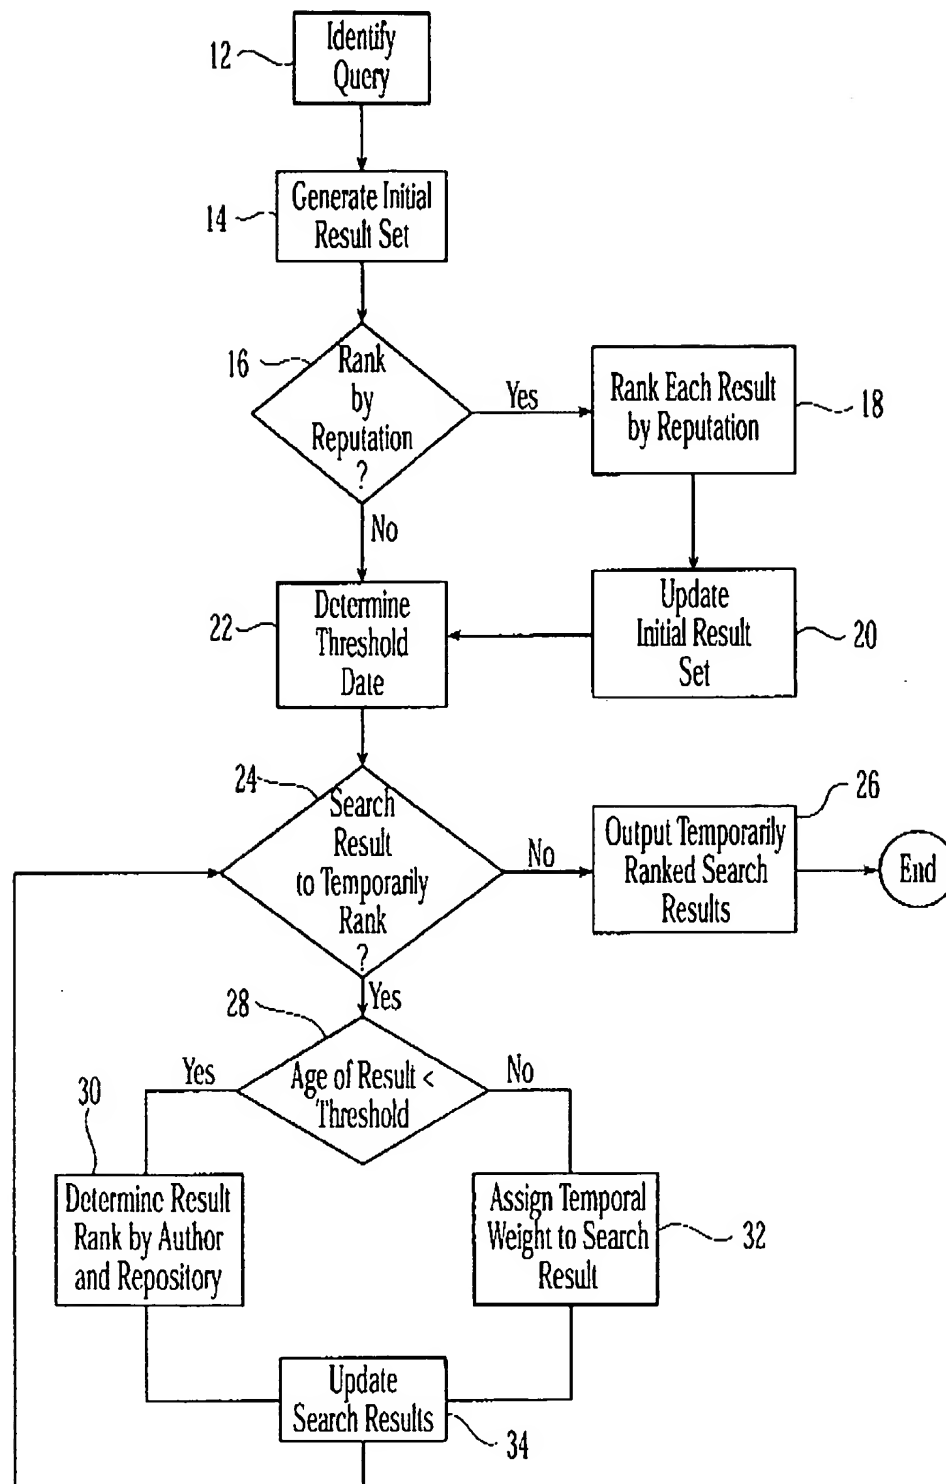 12
Identify
Query
14
Generate Initial
Result Set
16
Rank
by
Reputation
?
Yes
Rank Each Result
by Reputation
18
No
22
Determine
Threshold
Date
Update
Initial Result
Set
20
24
Search
Result
to Temporarily
Rank
?
No
26
Output Temporarily
Ranked Search
Results
End
Yes
28
Age of Result <
Threshold
Yes
No
30
Determine Result
Rank by Author
and Repository
Assign Temporal
Weight to Search
Result
32
Update
Search Results
34